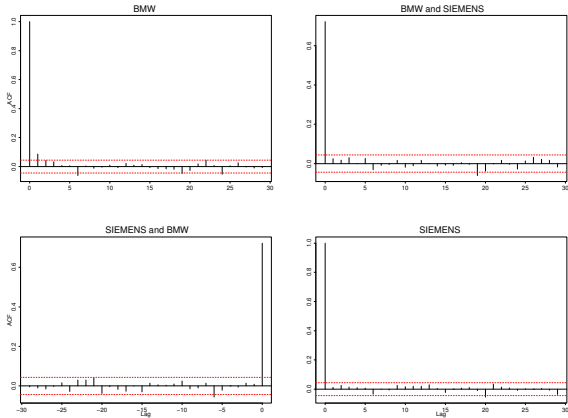 BMW
BMW and SIEMENS
ACF
0.0 0.2 0.4 0.6 0.8 1.0
0 5 10 15 20 25 30
0.0 0.2 0.4 0.6
0 5 10 15 20 25 30
SIEMENS and BMW
SIEMENS
ACF
0.0 0.2 0.4 0.6
−30 −25 −20 −15 −10 −5 0
Lag
0.0 0.2 0.4 0.6 0.8 1.0
0 5 10 15 20 25 30
Lag